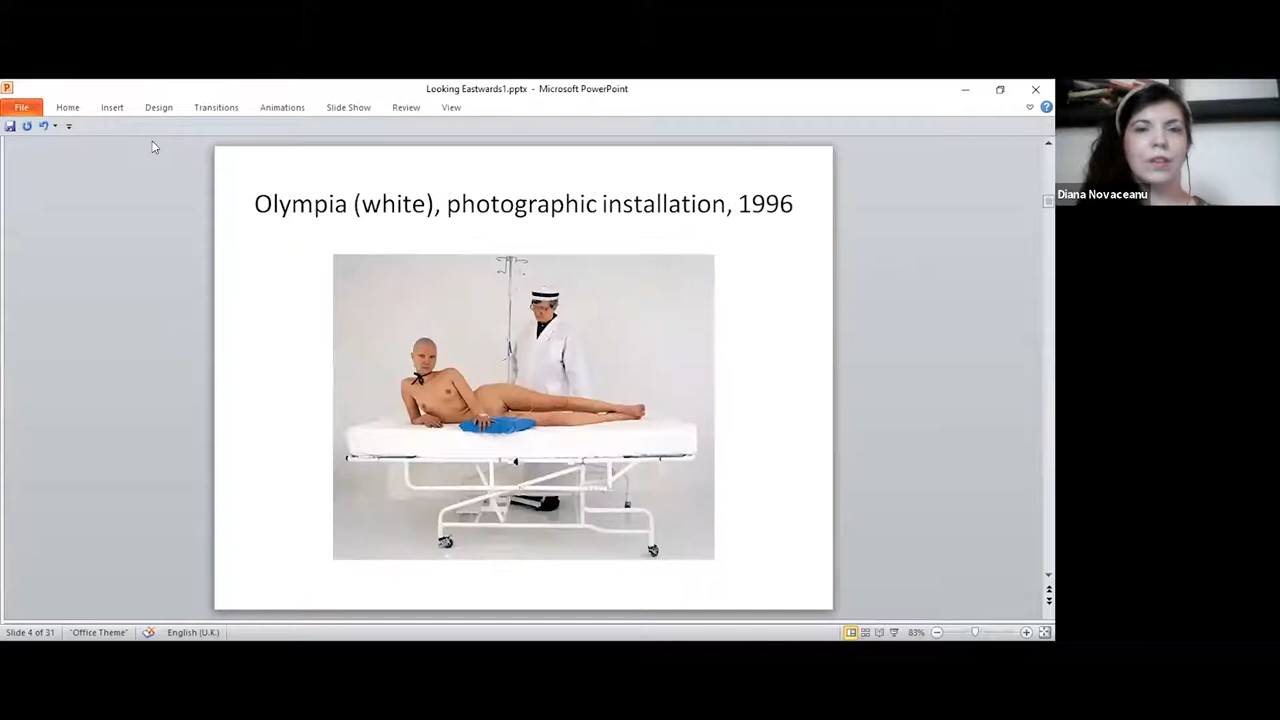 Looking Eastwards1.pptx - Microsoft PowerPoint
File Home Insert Design Transitions Animations Slide Show Review View
Diana Novaceanu
Olympia (white), photographic installation, 1996
Slide 4 of 31 "Office Theme" English (U.K.) 83%